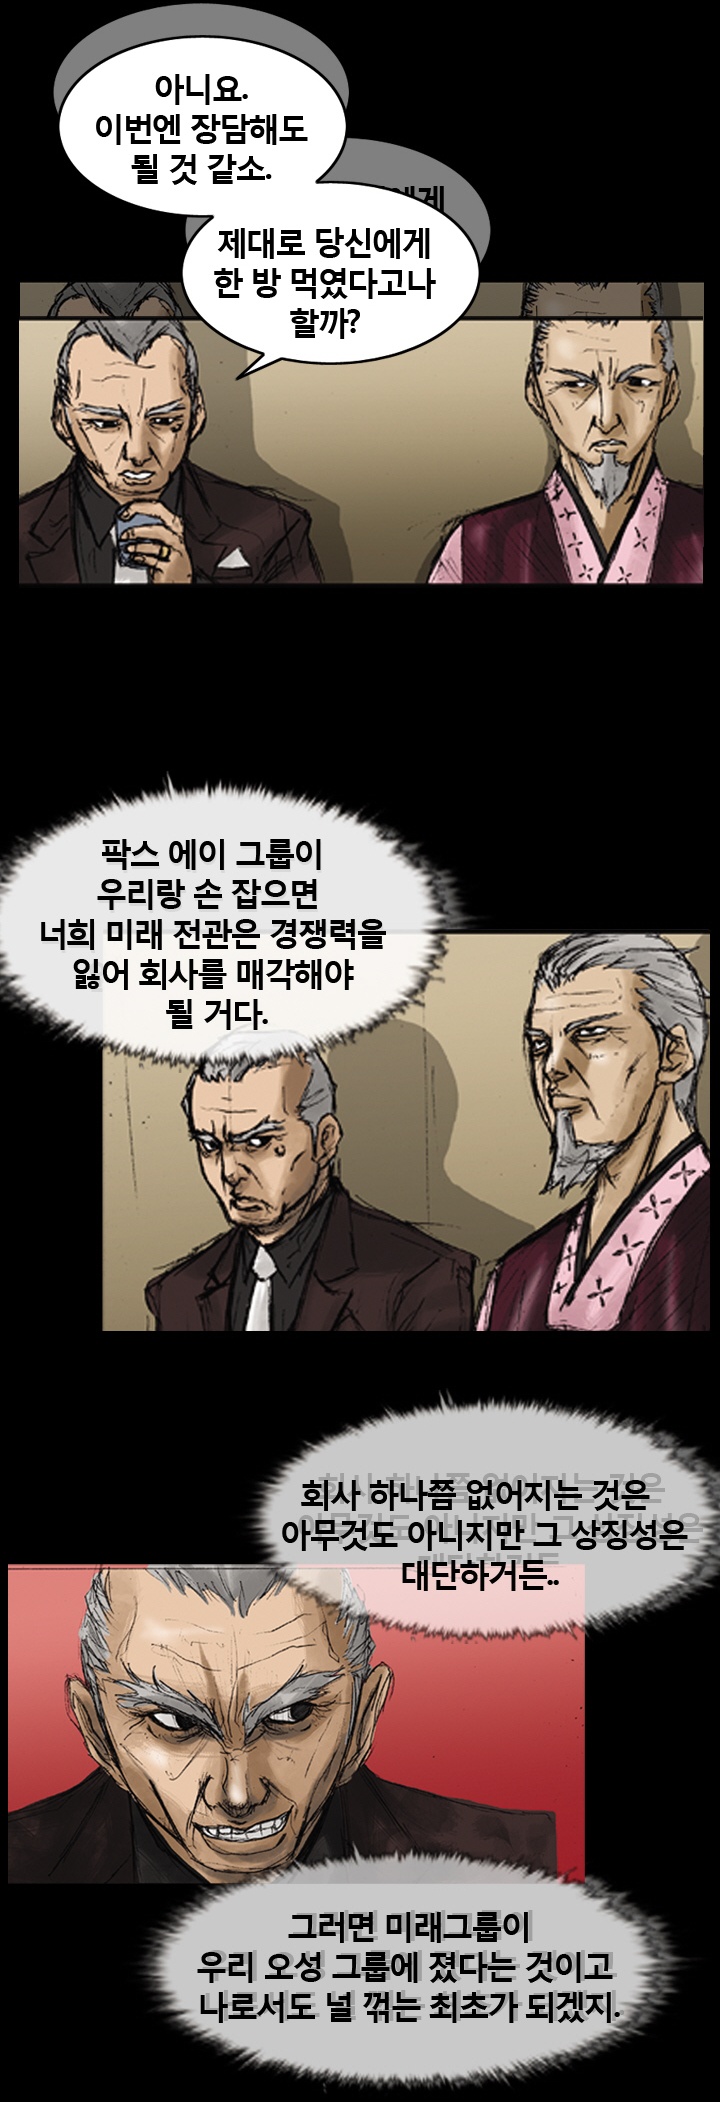 아니요.
이번엔 장담해도
될 것 같소.
제대로 당신에게
한 방 먹였다고나
할까?
팍스 에이 그룹이
우리랑 손 잡으면
너희 미래 전관은 경쟁력을
잃어 회사를 매각해야
될 거다.
회사 하나쯤 없어지는 것은
아무것도 아니지만 그 상징성은
대단하거든..
그러면 미래그룹이
우리 오성 그룹에 졌다는 것이고
나로서도 널 꺾는 최초가 되겠지.